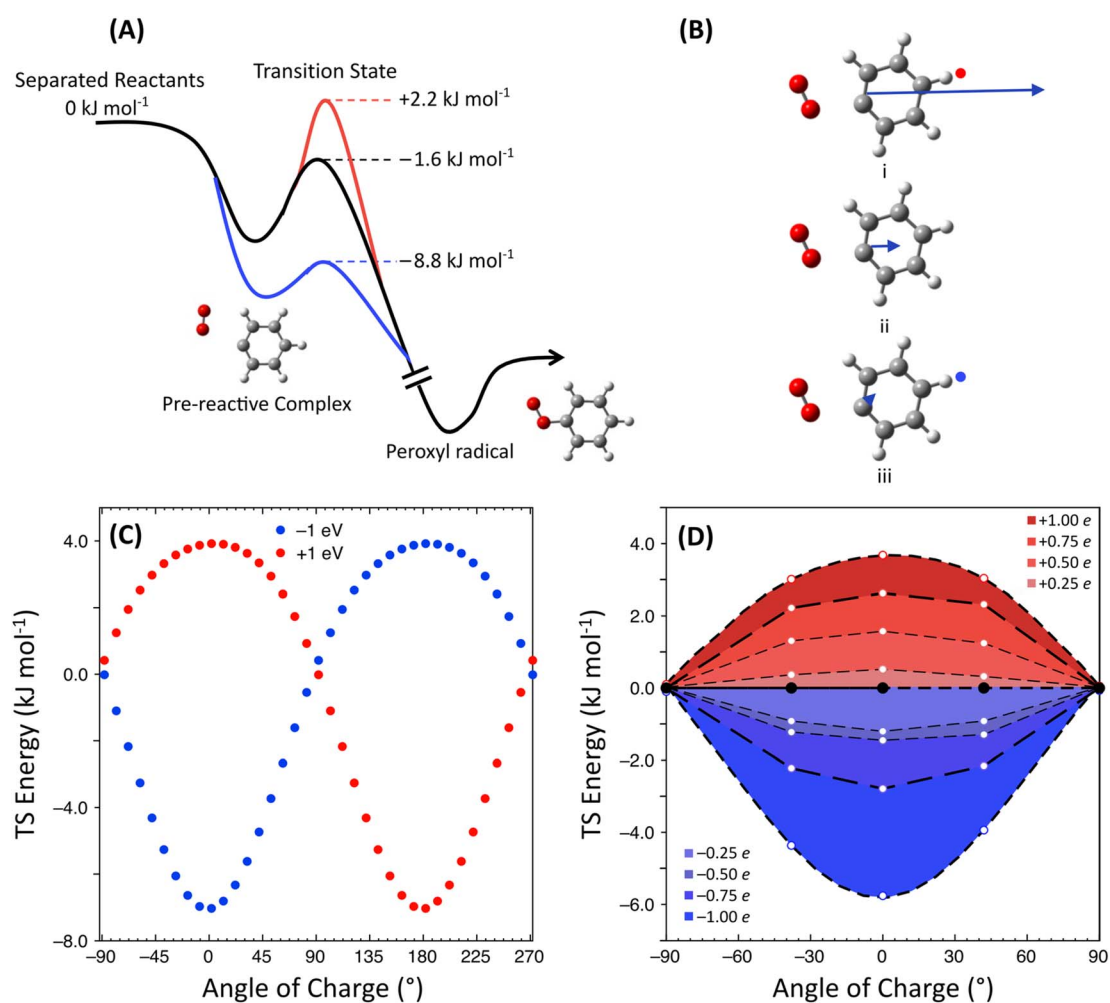 (A)
Separated Reactants
0 kJ mol⁻¹
Transition State
+2.2 kJ mol⁻¹
−1.6 kJ mol⁻¹
−8.8 kJ mol⁻¹
Pre-reactive Complex
Peroxyl radical
(B)
i
ii
iii
(C)
−1 eV
+1 eV
TS Energy (kJ mol⁻¹)
4.0
0.0
−4.0
−8.0
−90 −45 0 45 90 135 180 225 270
Angle of Charge (°)
(D)
+1.00 e
+0.75 e
+0.50 e
+0.25 e
TS Energy (kJ mol⁻¹)
4.0
2.0
0.0
−2.0
−4.0
−6.0
−0.25 e
−0.50 e
−0.75 e
−1.00 e
−90 −60 −30 0 30 60 90
Angle of Charge (°)